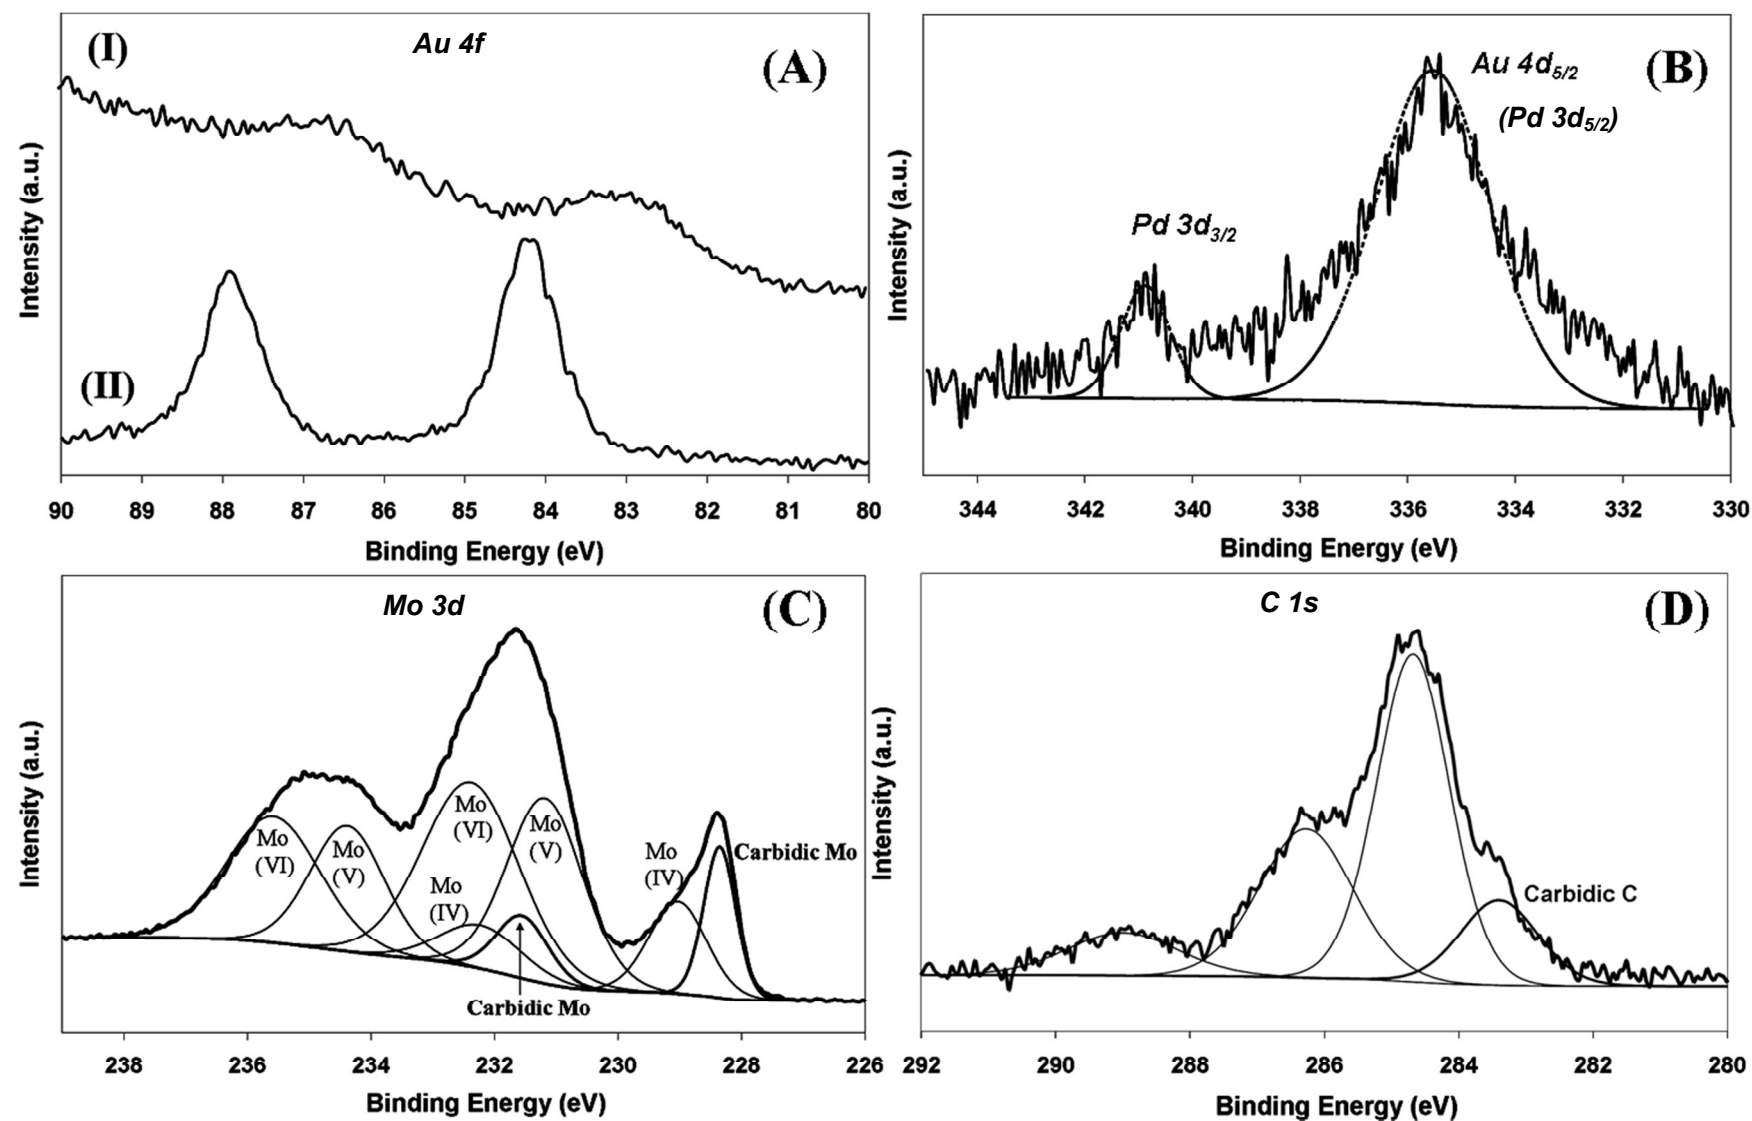 (I)
Au 4f
(A)
(II)
Intensity (a.u.)
90 89 88 87 86 85 84 83 82 81 80
Binding Energy (eV)
(B)
Au 4d5/2
(Pd 3d5/2)
Pd 3d3/2
Intensity (a.u.)
344 342 340 338 336 334 332 330
Binding Energy (eV)
Mo 3d
(C)
Mo
(VI)
Mo
(V)
Mo
(IV)
Mo
(VI)
Mo
(V)
Mo
(IV)
Carbidic Mo
Carbidic Mo
Intensity (a.u.)
238 236 234 232 230 228 226
Binding Energy (eV)
C 1s
(D)
Carbidic C
Intensity (a.u.)
292 290 288 286 284 282 280
Binding Energy (eV)